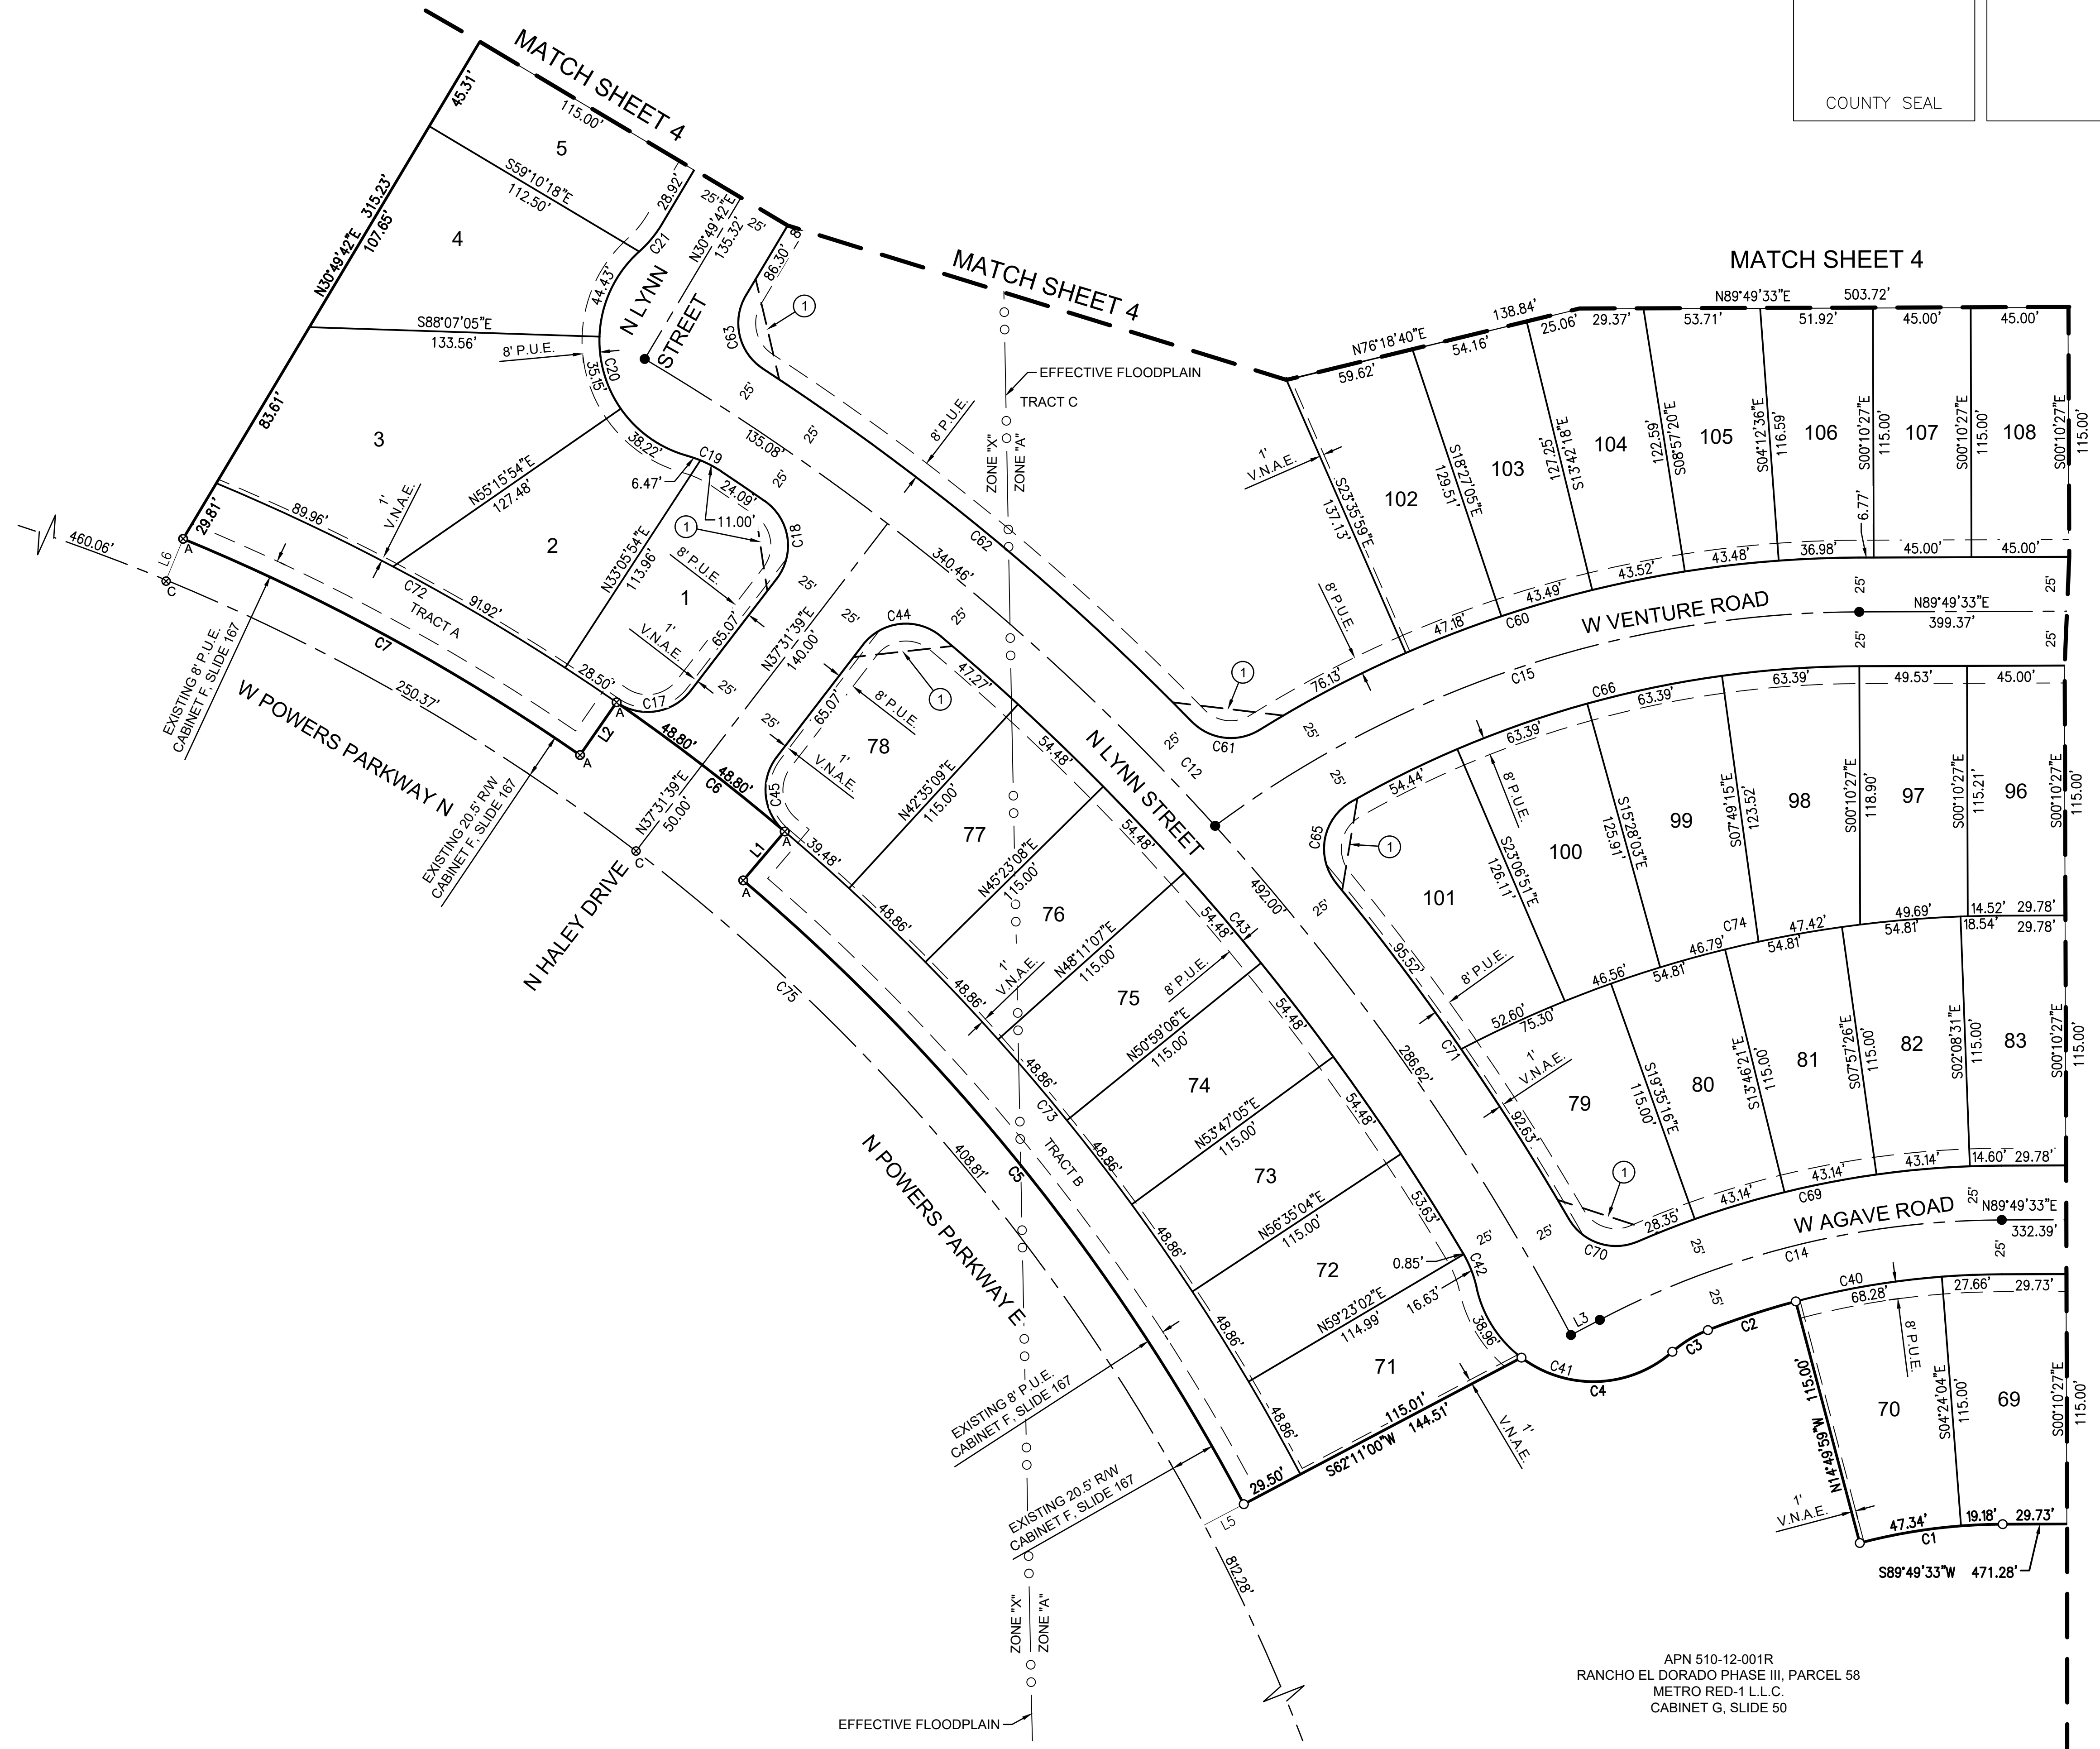 COUNTY SEAL
MATCH SHEET 4
45.31'
115.00'
5
S59°10'18"E
112.50'
28.92'
C21
25'
N30°49'42"E
135.32'
25'
8'
86.30'
1
C63
N30°49'42"E 315.23'
107.65'
4
44.43'
N LYNN
STREET
S88°07'05"E
133.56'
8' P.U.E.
35.15'
C20
83.61'
3
38.22'
C19
6.47'
24.09'
11.00'
1
C18
N55°15'54"E
127.48'
135.08'
25'
25'
25'
29.81'
89.96'
1'
V.N.A.E.
2
N33°05'54"E
113.96'
8' P.U.E.
1
1'
V.N.A.E.
65.07'
25'
25'
N37°31'39"E
140.00'
460.06'
L6
A
C
C72
TRACT A
91.92'
28.50'
C17
C7
A
L2
A
250.37'
EXISTING 8' P.U.E.
CABINET F, SLIDE 167
W POWERS PARKWAY N
EXISTING 20.5' R/W
CABINET F, SLIDE 167
48.80'
48.80'
C6
N37°31'39"E
50.00'
C
N HALEY DRIVE
MATCH SHEET 4
EFFECTIVE FLOODPLAIN
TRACT C
8' P.U.E.
ZONE "X"
ZONE "A"
C62
340.46'
C44
25'
25'
47.27'
1
8' P.U.E.
65.07'
1'
V.N.A.E.
78
C45
A
L1
A
39.48'
N42°35'09"E
115.00'
54.48'
77
48.86'
N45°23'08"E
115.00'
54.48'
76
48.86'
1'
V.N.A.E.
N48°11'07"E
115.00'
54.48'
C43
75
8' P.U.E.
48.86'
N50°59'06"E
115.00'
54.48'
74
C73
48.86'
N53°47'05"E
115.00'
54.48'
73
48.86'
N56°35'04"E
115.00'
53.63'
72
48.86'
N59°23'02"E
114.99'
0.85'
C42
16.63'
38.96'
71
48.86'
115.01'
S62°11'00"W 144.51'
29.50'
1'
V.N.A.E.
L5
812.28'
TRACT B
C5
C75
408.81'
N POWERS PARKWAY E
EXISTING 8' P.U.E.
CABINET F, SLIDE 167
EXISTING 20.5' R/W
CABINET F, SLIDE 167
ZONE "X"
ZONE "A"
EFFECTIVE FLOODPLAIN
N LYNN STREET
C12
25'
25'
492.00'
286.62'
MATCH SHEET 4
N89°49'33"E 503.72'
138.84'
N76°18'40"E
59.62'
54.16'
25.06'
29.37'
53.71'
51.92'
45.00'
45.00'
1'
V.N.A.E.
S23°35'59"E
137.13'
102
S18°27'05"E
129.51'
103
127.25'
S13°42'18"E
104
122.59'
S08°57'20"E
105
S04°12'36"E
116.59'
106
S00°10'27"E
115.00'
107
S00°10'27"E
115.00'
108
S00°10'27"E
115.00'
8' P.U.E.
76.13'
47.18'
43.49'
C60
43.52'
43.48'
36.98'
6.77'
45.00'
45.00'
1
C61
W VENTURE ROAD
C15
25'
25'
25'
25'
N89°49'33"E
399.37'
25'
25'
C65
1
54.44'
63.39'
C66
63.39'
63.39'
49.53'
45.00'
8' P.U.E.
101
S23°06'51"E
126.11'
100
S15°28'03"E
125.91'
99
S07°49'15"E
123.52'
98
S00°10'27"E
118.90'
97
S00°10'27"E
115.21'
96
S00°10'27"E
115.00'
95.52'
8' P.U.E.
C71
52.60'
75.30'
46.56'
54.81'
46.79'
C74
54.81'
47.42'
49.69'
54.81'
14.52'
18.54'
29.78'
29.78'
1'
V.N.A.E.
92.63'
79
S19°35'16"E
115.00'
80
S13°46'21"E
115.00'
81
S07°57'26"E
115.00'
82
S02°08'31"E
115.00'
83
S00°10'27"E
115.00'
1
C70
28.35'
43.14'
43.14'
C69
43.14'
14.60'
29.78'
25'
25'
W AGAVE ROAD
C14
L3
25'
25'
25'
25'
N89°49'33"E
332.39'
C41
C4
C3
C2
C40
68.28'
27.66'
29.73'
8' P.U.E.
115.00'
N14°49'59"W
1'
V.N.A.E.
70
S04°24'04"E
115.00'
69
S00°10'27"E
115.00'
47.34'
C1
19.18'
29.73'
S89°49'33"W 471.28'
APN 510-12-001R
RANCHO EL DORADO PHASE III, PARCEL 58
METRO RED-1 L.L.C.
CABINET G, SLIDE 50